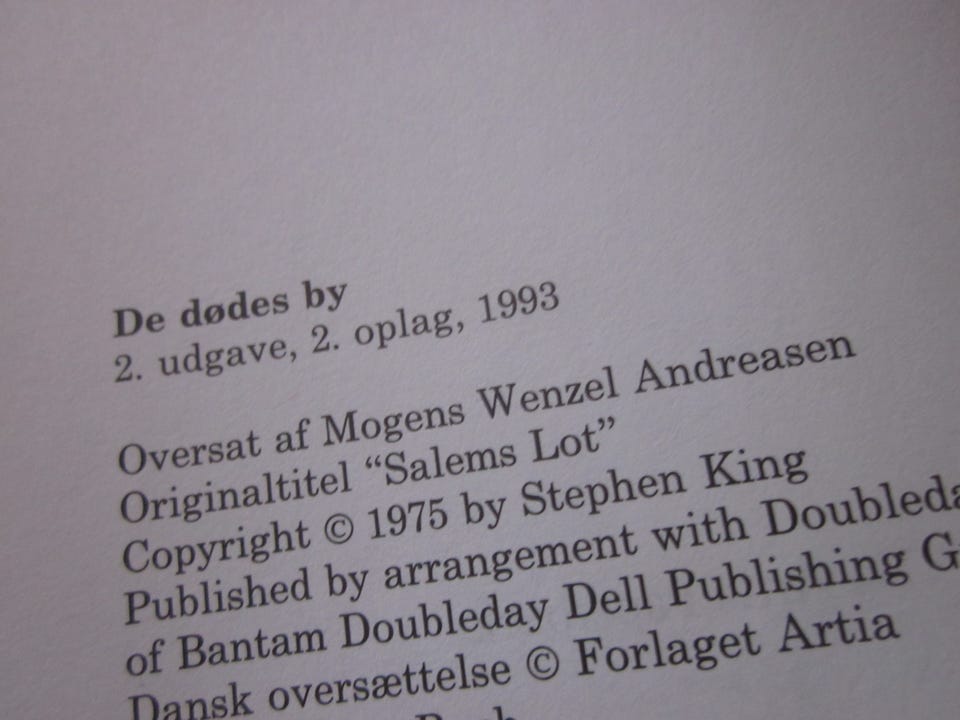 De dødes by
2. udgave, 2. oplag, 1993
Oversat af Mogens Wenzel Andreasen
Originaltitel “Salems Lot”
Copyright © 1975 by Stephen King
Published by arrangement with
of Bantam Doubleday Dell Publishing
Dansk oversættelse © Forlaget Artia